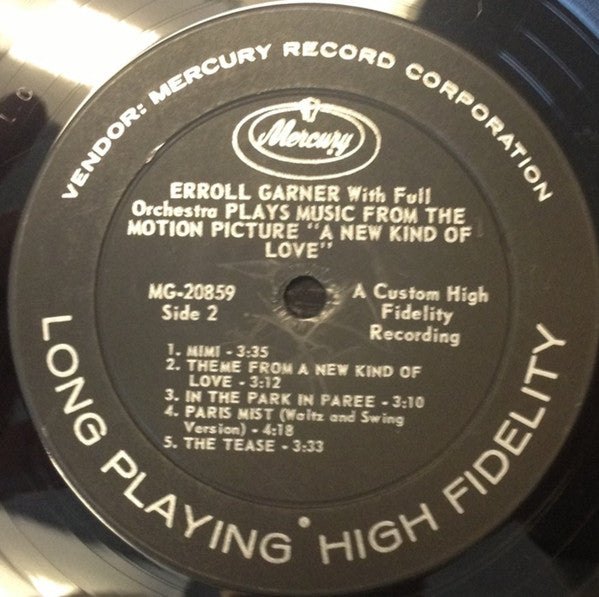 VENDOR: MERCURY RECORD CORPORATION
Mercury
ERROLL GARNER With Full
Orchestra PLAYS MUSIC FROM THE
MOTION PICTURE "A NEW KIND OF
LOVE"
MG-20859
Side 2
A Custom High
Fidelity
Recording
1. MIMI - 3:35
2. THEME FROM A NEW KIND OF
LOVE - 3:12
3. IN THE PARK IN PAREE - 3:10
4. PARIS MIST (Waltz and Swing
Version) - 4:18
5. THE TEASE - 3:33
LONG PLAYING HIGH FIDELITY